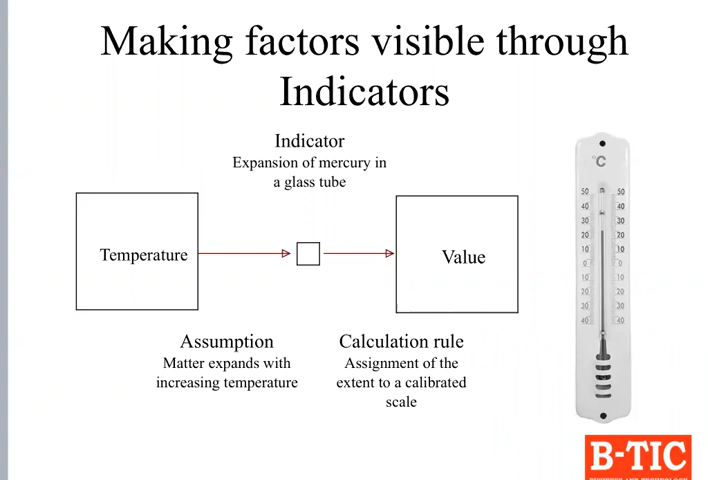 Making factors visible through
Indicators
Indicator
Expansion of mercury in
a glass tube
Temperature
Value
Assumption
Matter expands with
increasing temperature
Calculation rule
Assignment of the
extent to a calibrated
scale
°C
50 50
40 40
30 30
20 20
10 10
0 0
10 10
20 20
30 30
40 40
B-TIC